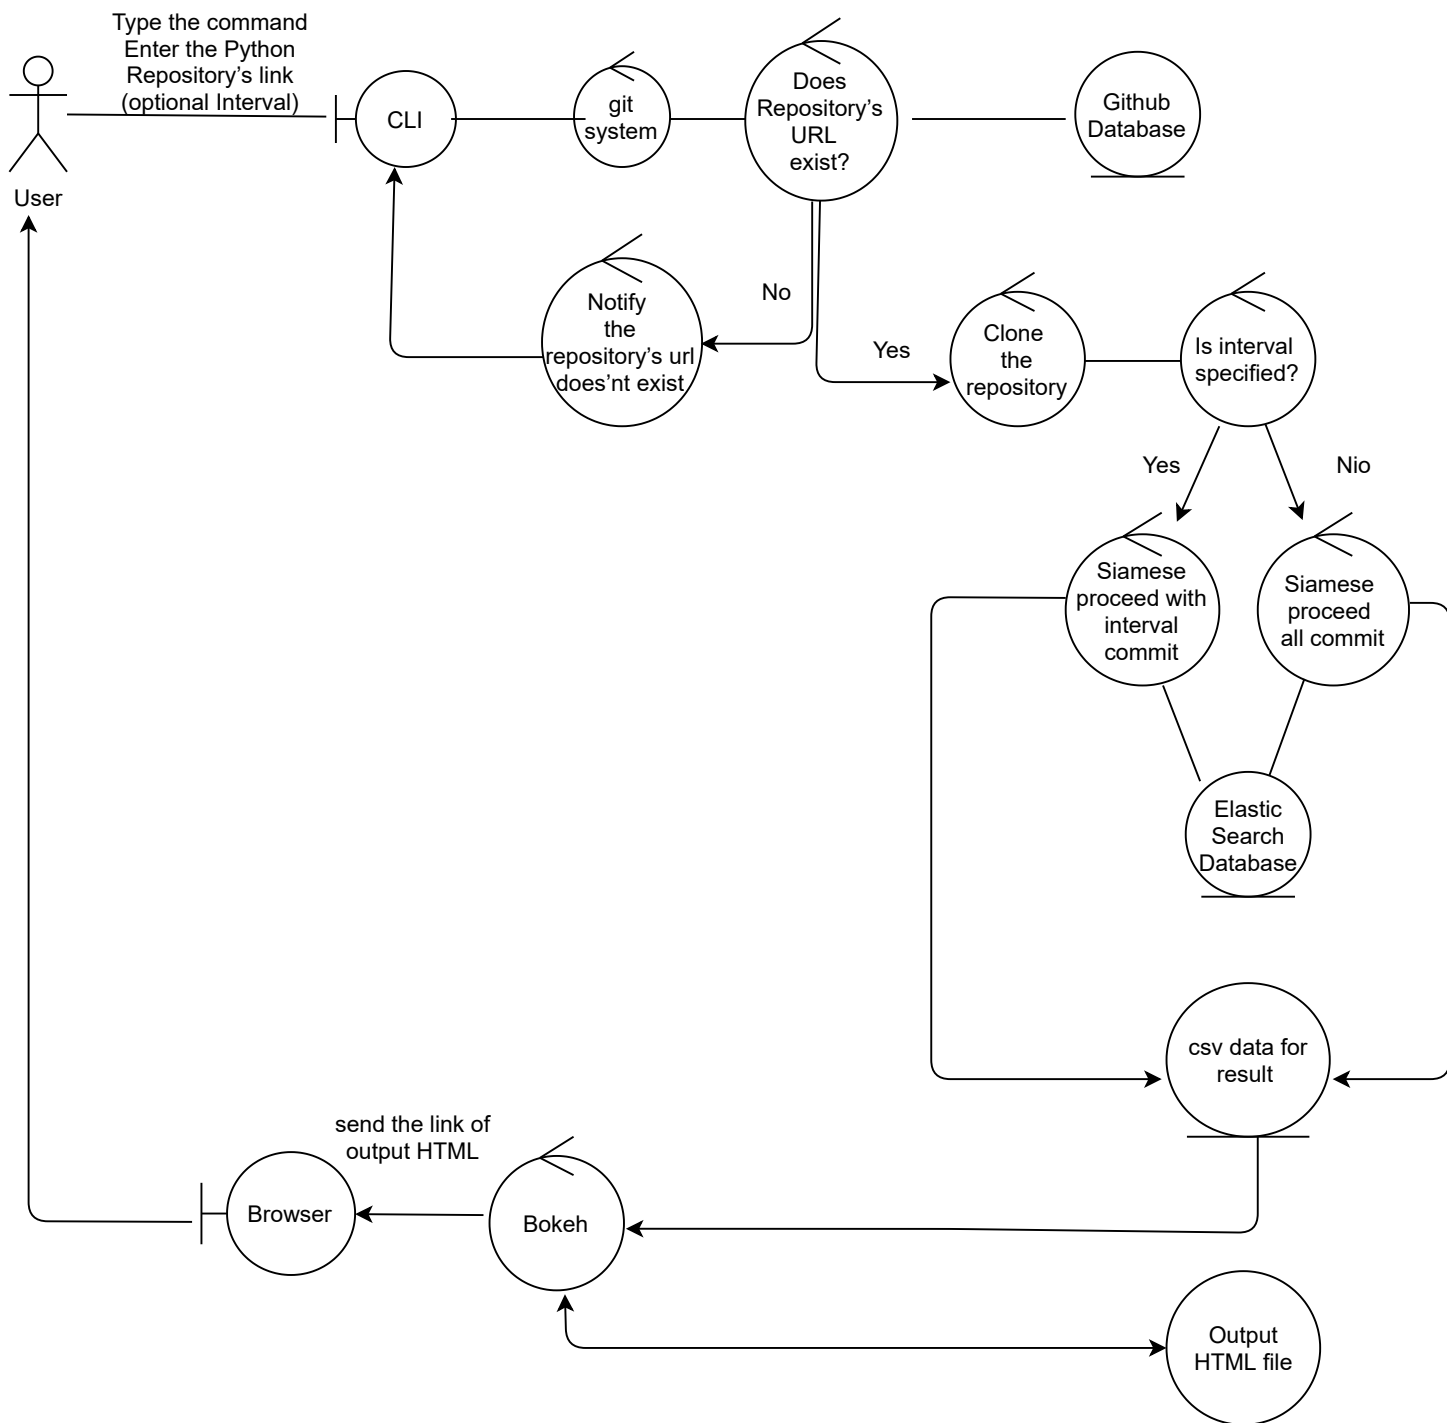 Type the command
Enter the Python
Repository's link
(optional Interval)
User
CLI
git
system
Does
Repository's
URL
exist?
Github
Database
No
Notify
the
repository's url
does'nt exist
Yes
Clone
the
repository
Is interval
specified?
Yes
Nio
Siamese
proceed with
interval
commit
Siamese
proceed
all commit
Elastic
Search
Database
csv data for
result
send the link of
output HTML
Browser
Bokeh
Output
HTML file